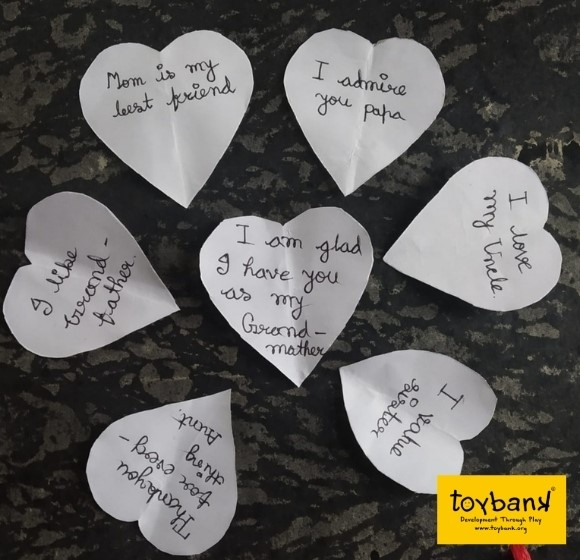 Mom is my
best friend
I admire
you papa
I love
my Uncle.
I am glad
I have you
as my
Grand-
mother
I like
Grand-
father.
I value
sister
Thankyou
for every-
thing
Aunt.
toybank®
Development Through Play
www.toybank.org